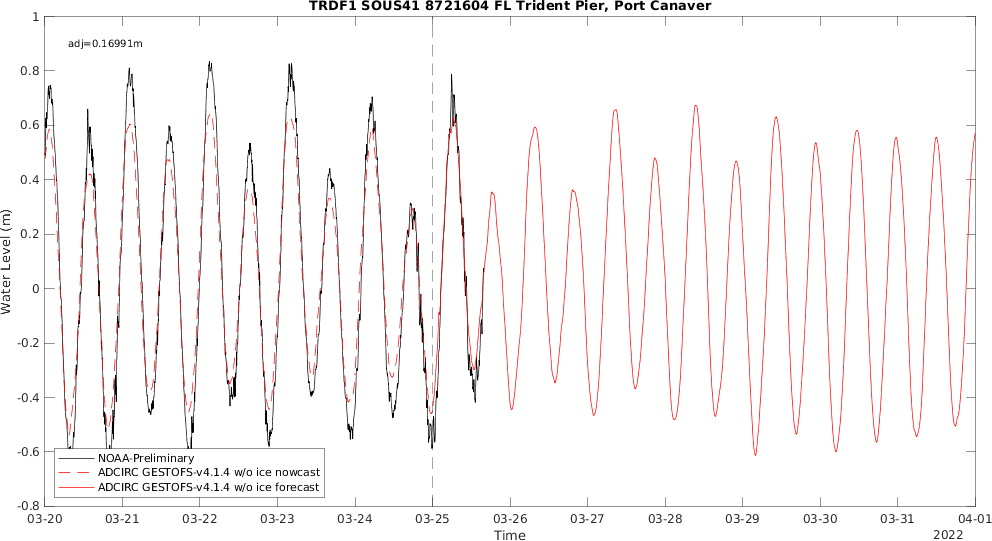 TRDF1 SOUS41 8721604 FL Trident Pier, Port Canaver
adj=0.16991m
Water Level (m)
1
0.8
0.6
0.4
0.2
0
-0.2
-0.4
-0.6
-0.8
NOAA-Preliminary
ADCIRC GESTOFS-v4.1.4 w/o ice nowcast
ADCIRC GESTOFS-v4.1.4 w/o ice forecast
03-20 03-21 03-22 03-23 03-24 03-25 03-26 03-27 03-28 03-29 03-30 03-31 04-01
Time
2022